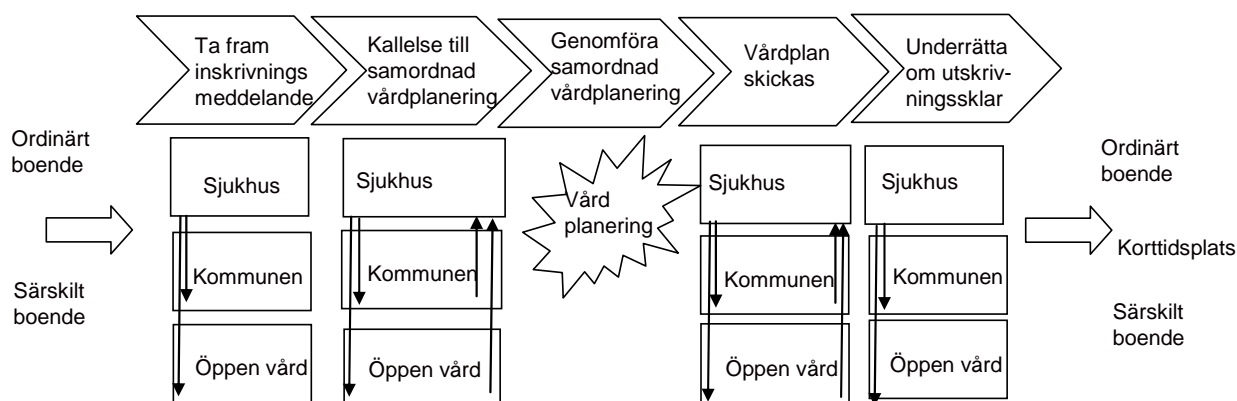 Ta fram
inskrivnings
meddelande
Kallelse till
samordnad
vårdplanering
Genomföra
samordnad
vårdplanering
Vårdplan
skickas
Underrätta
om utskriv-
ningssklar
Ordinärt
boende
Särskilt
boende
Sjukhus
Kommunen
Öppen vård
Sjukhus
Kommunen
Öppen vård
Vård
planering
Sjukhus
Kommunen
Öppen vård
Sjukhus
Kommunen
Öppen vård
Ordinärt
boende
Korttidsplats
Särskilt
boende